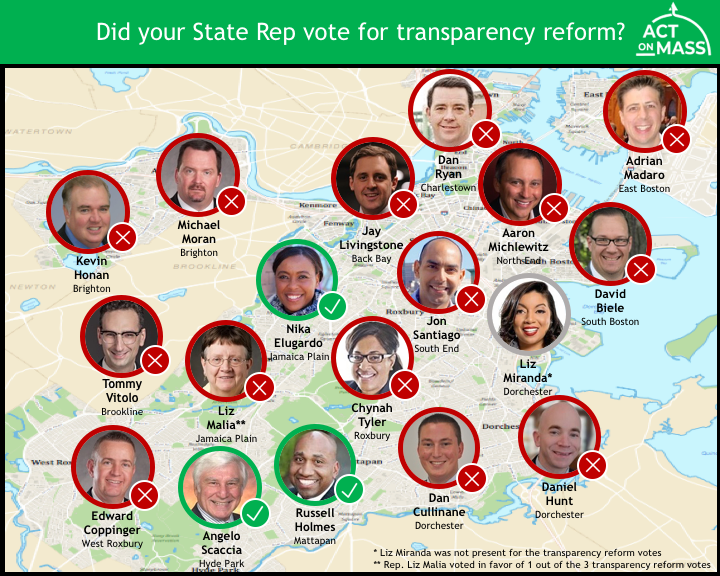 Did your State Rep vote for transparency reform?
ACT
ON MASS
WATERTOWN
CAMBRIDGE
East
Dan
Ryan
Charlestown
Adrian
Madaro
East Boston
Michael
Moran
Brighton
Kenmore
Fenway
Jay
Livingstone
Back Bay
Bay
Aaron
Michlewitz
North End
Kevin
Honan
Brighton
BROOKLINE
NEWTON
David
Biele
South Boston
Nika
Elugardo
Jamaica Plain
Roxbury
Jon
Santiago
South End
Liz
Miranda*
Dorchester
Tommy
Vitolo
Brookline
Liz
Malia**
Jamaica Plain
Chynah
Tyler
Roxbury
Dorches
West Rox
Edward
Coppinger
West Roxbury
Angelo
Scaccia
Hyde Park
Hyde Park
Russell
Holmes
Mattapan
ttapan
Dan
Cullinane
Dorchester
Daniel
Hunt
Dorchester
* Liz Miranda was not present for the transparency reform votes
** Rep. Liz Malia voted in favor of 1 out of the 3 transparency reform votes